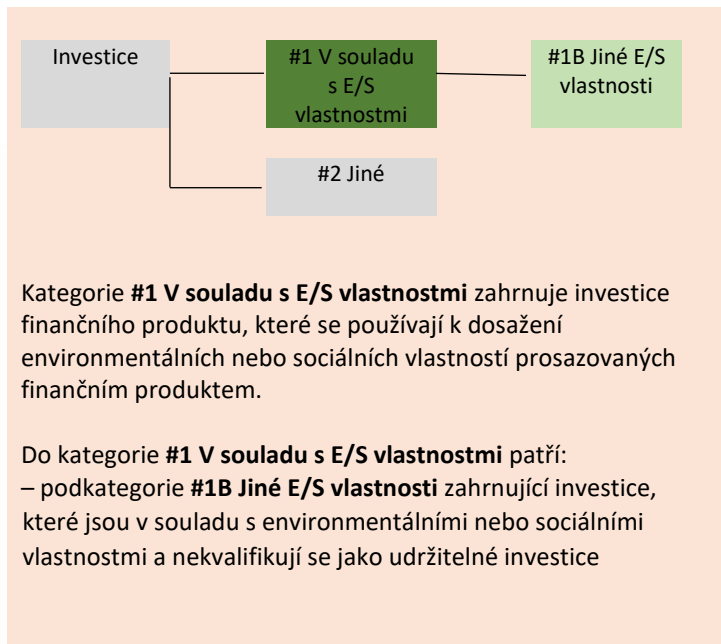 Investice
#1 V souladu
s E/S
vlastnostmi
#1B Jiné E/S
vlastnosti
#2 Jiné
Kategorie #1 V souladu s E/S vlastnostmi zahrnuje investice
finančního produktu, které se používají k dosažení
environmentálních nebo sociálních vlastností prosazovaných
finančním produktem.
Do kategorie #1 V souladu s E/S vlastnostmi patří:
– podkategorie #1B Jiné E/S vlastnosti zahrnující investice,
které jsou v souladu s environmentálními nebo sociálními
vlastnostmi a nekvalifikují se jako udržitelné investice